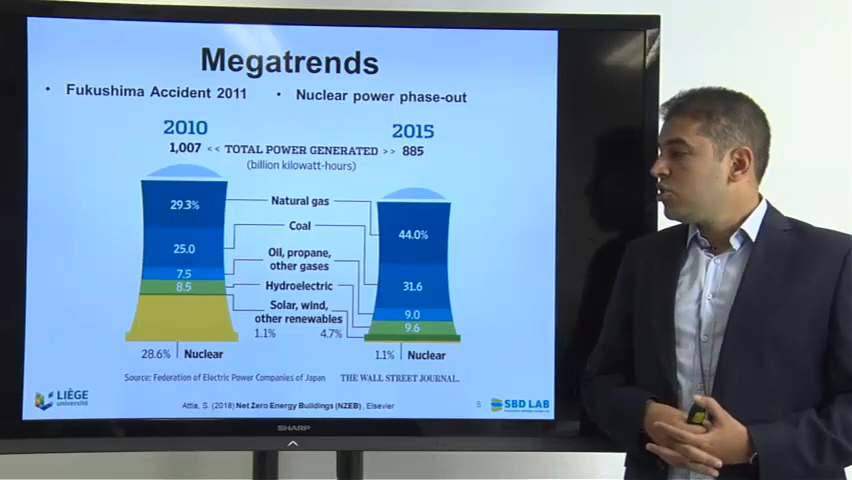 Megatrends
• Fukushima Accident 2011 • Nuclear power phase-out
2010 2015
1,007 << TOTAL POWER GENERATED >> 885
(billion kilowatt-hours)
29.3% Natural gas 44.0%
25.0 Coal 31.6
7.5 Oil, propane, other gases 9.0
8.5 Hydroelectric 9.6
Solar, wind, other renewables
1.1% 4.7%
28.6% Nuclear 1.1% Nuclear
Source: Federation of Electric Power Companies of Japan THE WALL STREET JOURNAL.
LIÈGE université
Attia, S. (2018) Net Zero Energy Buildings (NZEB), Elsevier
SBD LAB
SHARP